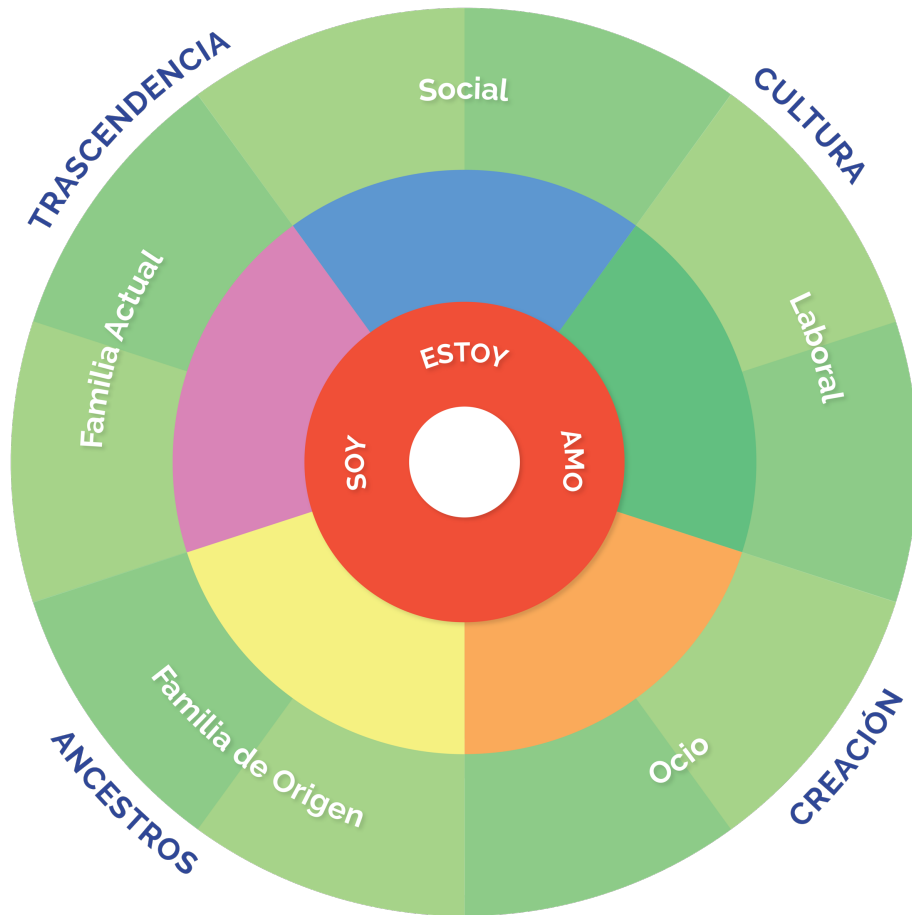 TRASCENDENCIA
CULTURA
Social
Familia Actual
Laboral
ESTOY
SOY
AMO
Familia de Origen
Ocio
ANCESTROS
CREACIÓN